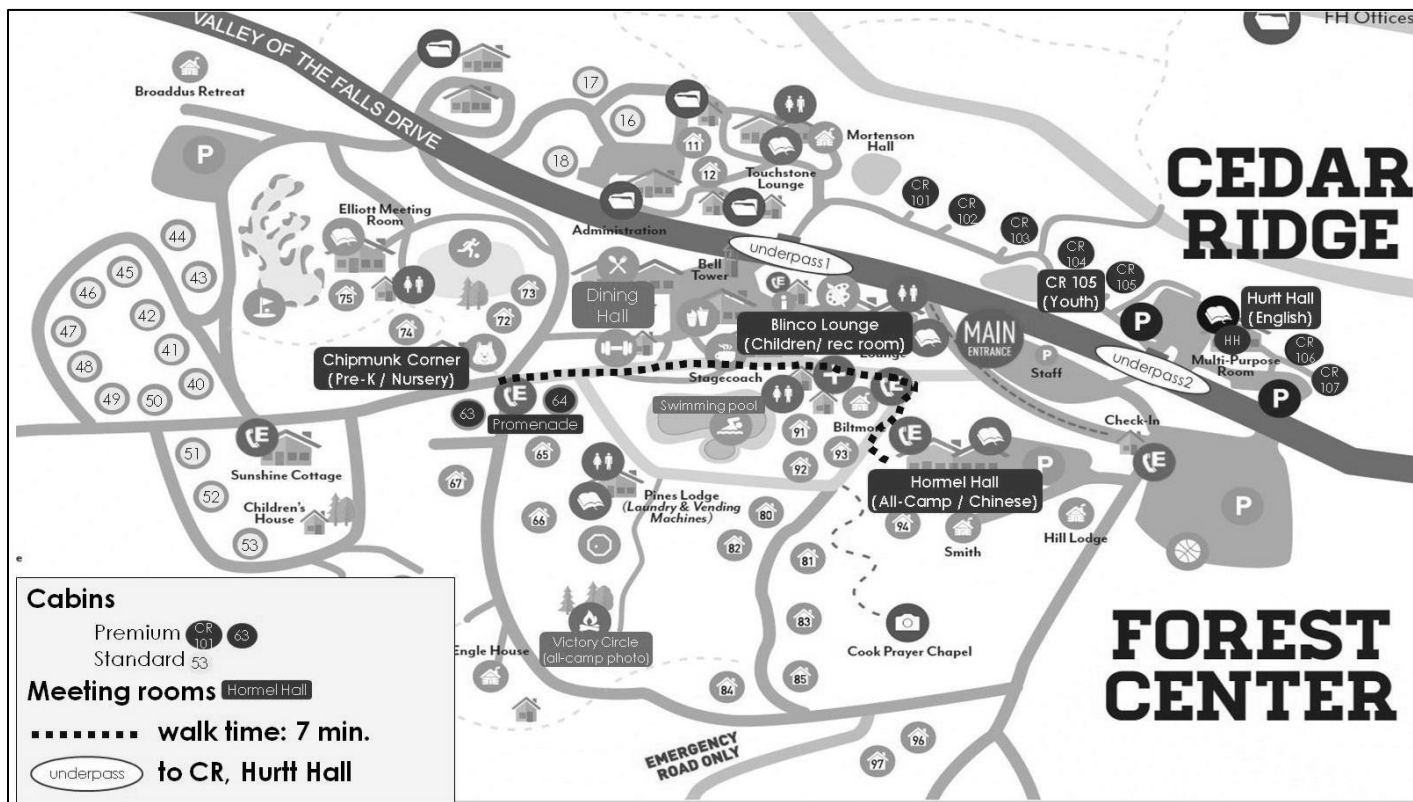 FH Offices
VALLEY OF THE FALLS DRIVE
Broaddus Retreat
P
17
16
18
11
12
Touchstone
Lounge
Mortenson
Hall
CEDAR
RIDGE
Elliott Meeting
Room
Administration
Bell
Tower
underpass1
CR
101
CR
102
CR
103
CR
104
CR
105
CR 105
(Youth)
Hurtt Hall
(English)
HH
Multi-Purpose
Room
CR
106
CR
107
P
P
underpass2
44
43
45
46
42
47
41
48
40
49
50
75
74
73
72
Dining
Hall
i
E
Blinco Lounge
(Children/ rec room)
Lounge
MAIN
ENTRANCE
P
Staff
Chipmunk Corner
(Pre-K / Nursery)
Stagecoach
Swimming pool
E
63
E
64
Promenade
Biltmore
91
92
93
E
Check-In
E
Hormel Hall
(All-Camp / Chinese)
P
P
E
Sunshine Cottage
51
52
Children's
House
53
65
67
66
Pines Lodge
(Laundry & Vending
Machines)
80
82
81
94
Smith
Hill Lodge
83
Cook Prayer Chapel
85
84
Victory Circle
(all-camp photo)
Engle House
EMERGENCY
ROAD ONLY
96
97
FOREST
CENTER
e
Cabins
Premium CR 101 63
Standard 53
Meeting rooms Hormel Hall
walk time: 7 min.
underpass to CR, Hurtt Hall